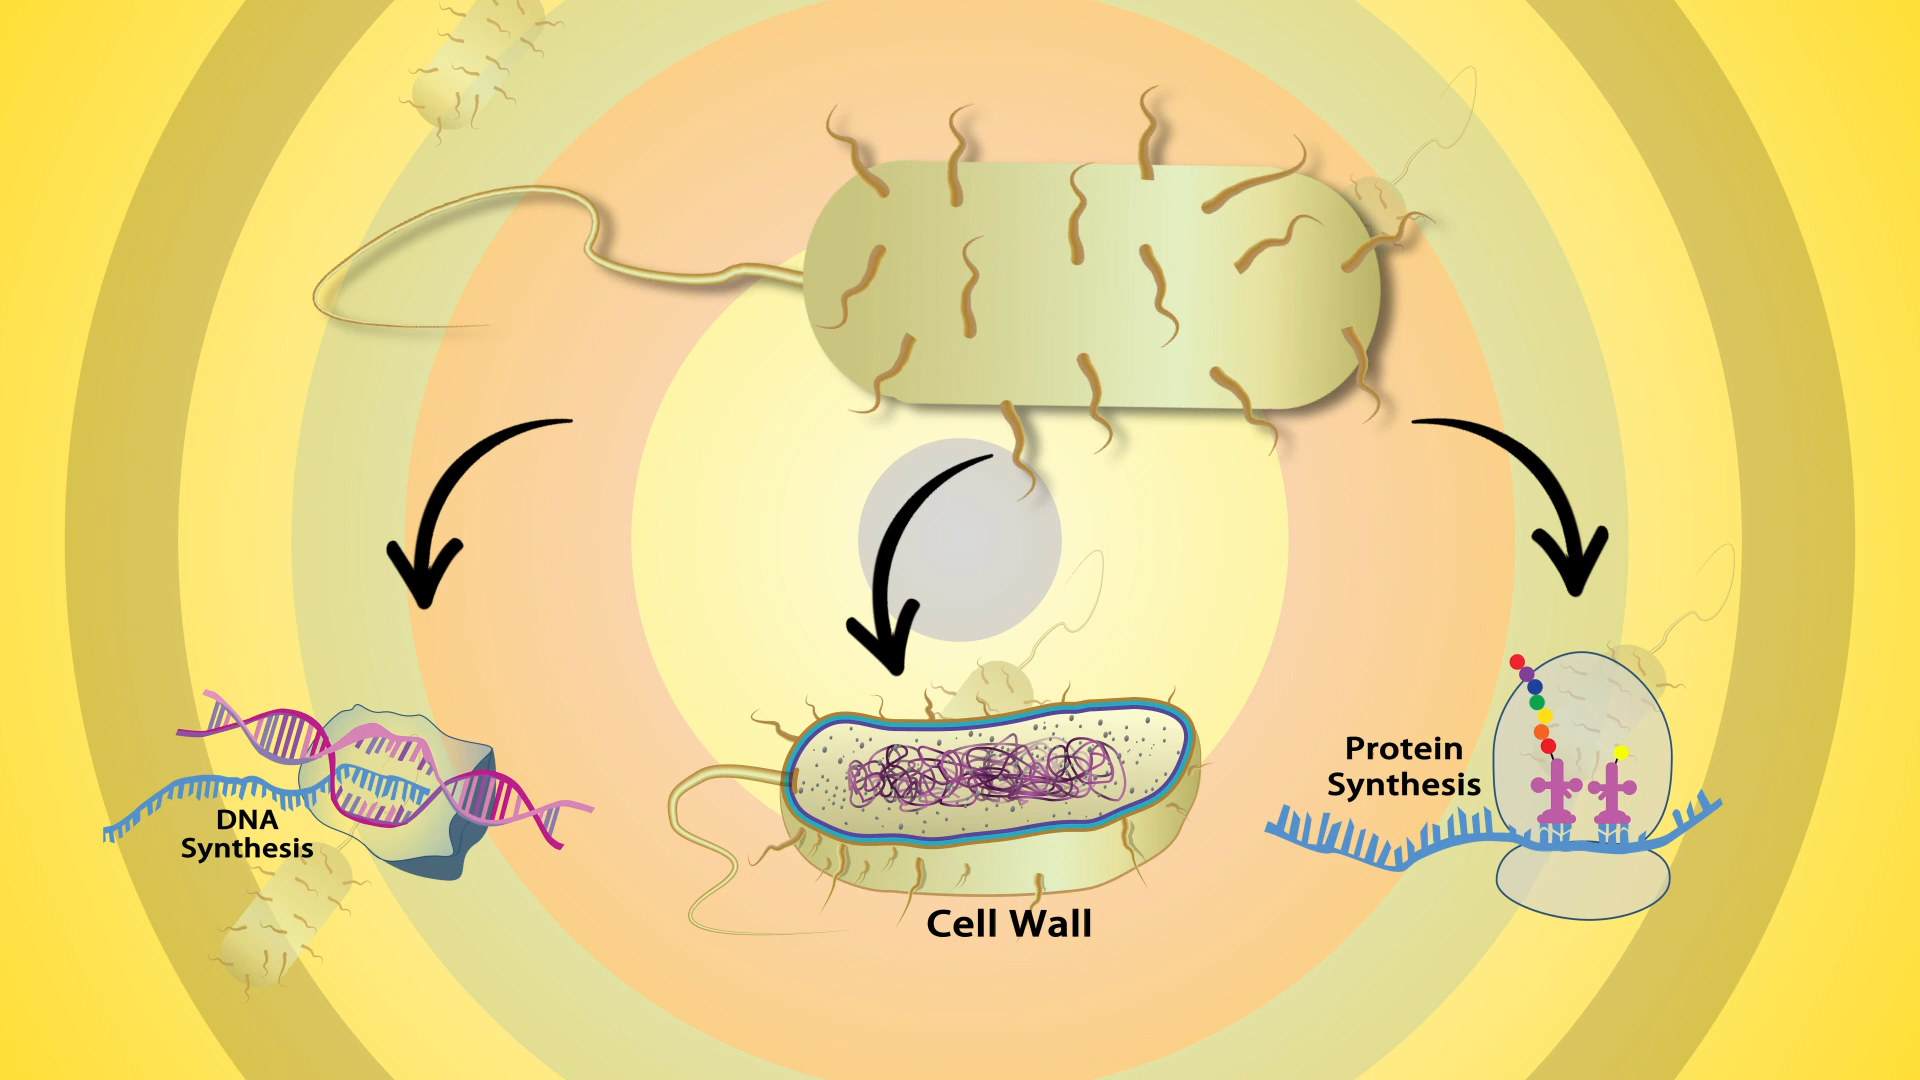 DNA
Synthesis
Cell Wall
Protein
Synthesis